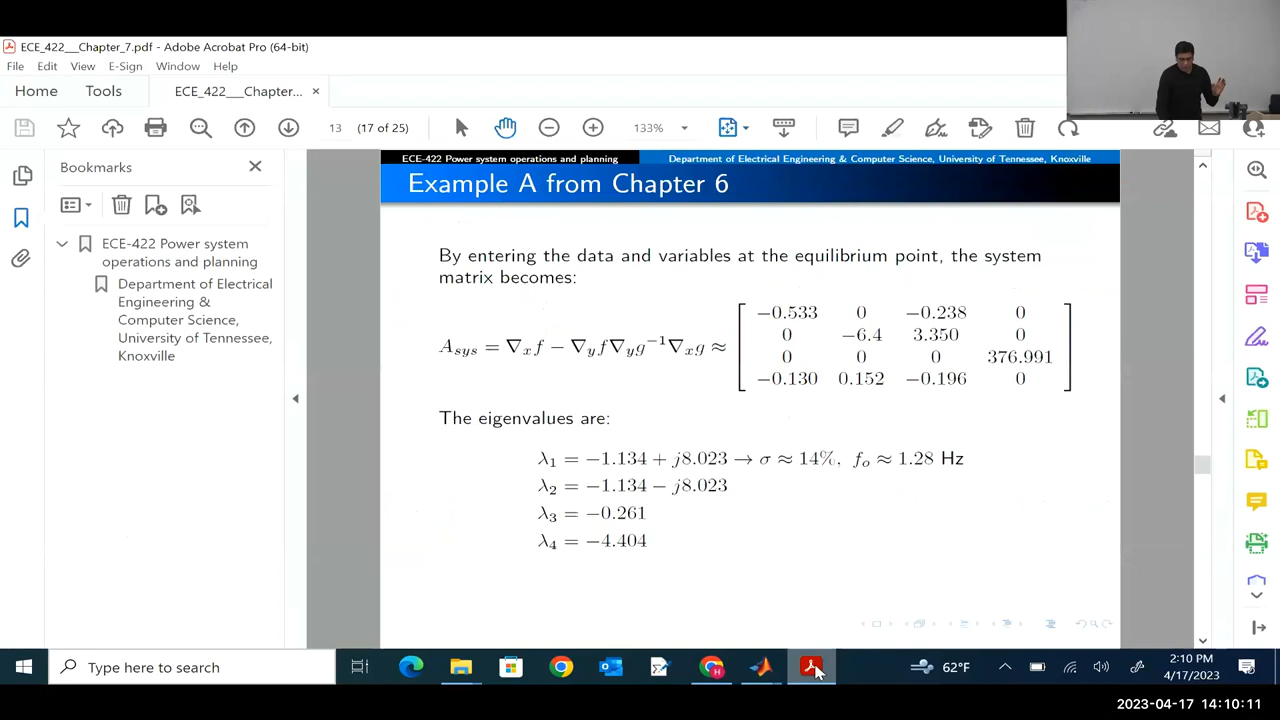 ECE_422___Chapter_7.pdf - Adobe Acrobat Pro (64-bit)
File Edit View E-Sign Window Help
Home Tools ECE_422___Chapter... ×
13 (17 of 25) 133%
Bookmarks
ECE-422 Power system
operations and planning
Department of Electrical
Engineering &
Computer Science,
University of Tennessee,
Knoxville
ECE-422 Power system operations and planning Department of Electrical Engineering & Computer Science, University of Tennessee, Knoxville
Example A from Chapter 6
By entering the data and variables at the equilibrium point, the system
matrix becomes:
−0.533 0 −0.238 0
0 −6.4 3.350 0
A_sys = ∇_x f − ∇_y f ∇_y g^−1 ∇_x g ≈
0 0 0 376.991
−0.130 0.152 −0.196 0
The eigenvalues are:
λ₁ = −1.134 + j8.023 → σ ≈ 14%, f_o ≈ 1.28 Hz
λ₂ = −1.134 − j8.023
λ₃ = −0.261
λ₄ = −4.404
Type here to search
62°F
2:10 PM
4/17/2023
2023-04-17 14:10:11